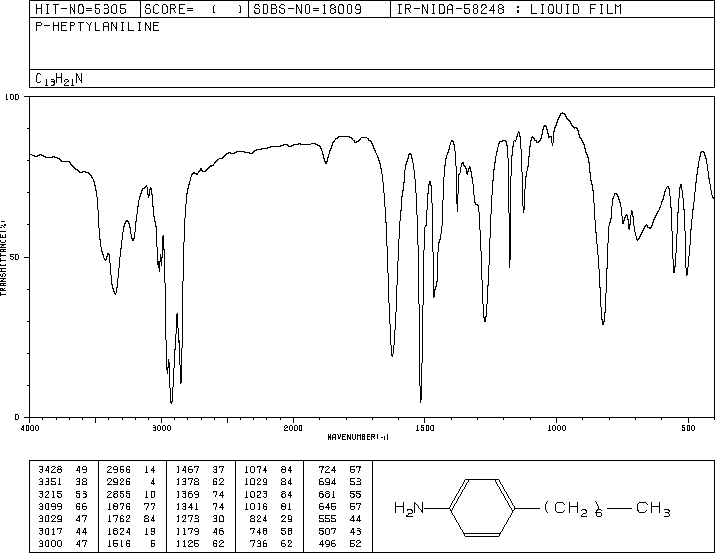 HIT-NO=5305 SCORE= ( ) SDBS-NO=18009 IR-NIDA-58248 : LIQUID FILM
P-HEPTYLANILINE
C13H21N
100
TRANSMITTANCE(%)
50
0
4000 3000 2000 1500 1000 500
WAVENUMBER(-1)
3428 49 2956 14 1467 37 1074 84 724 57
3351 38 2926 4 1378 62 1029 84 694 53
3215 53 2855 10 1369 74 1023 84 681 55
3099 66 1876 77 1341 74 1016 81 645 57
3029 47 1762 84 1273 30 824 29 555 44
3017 44 1624 19 1179 46 748 58 507 43
3000 47 1516 5 1125 62 736 62 496 52
H2N (CH2)6 CH3